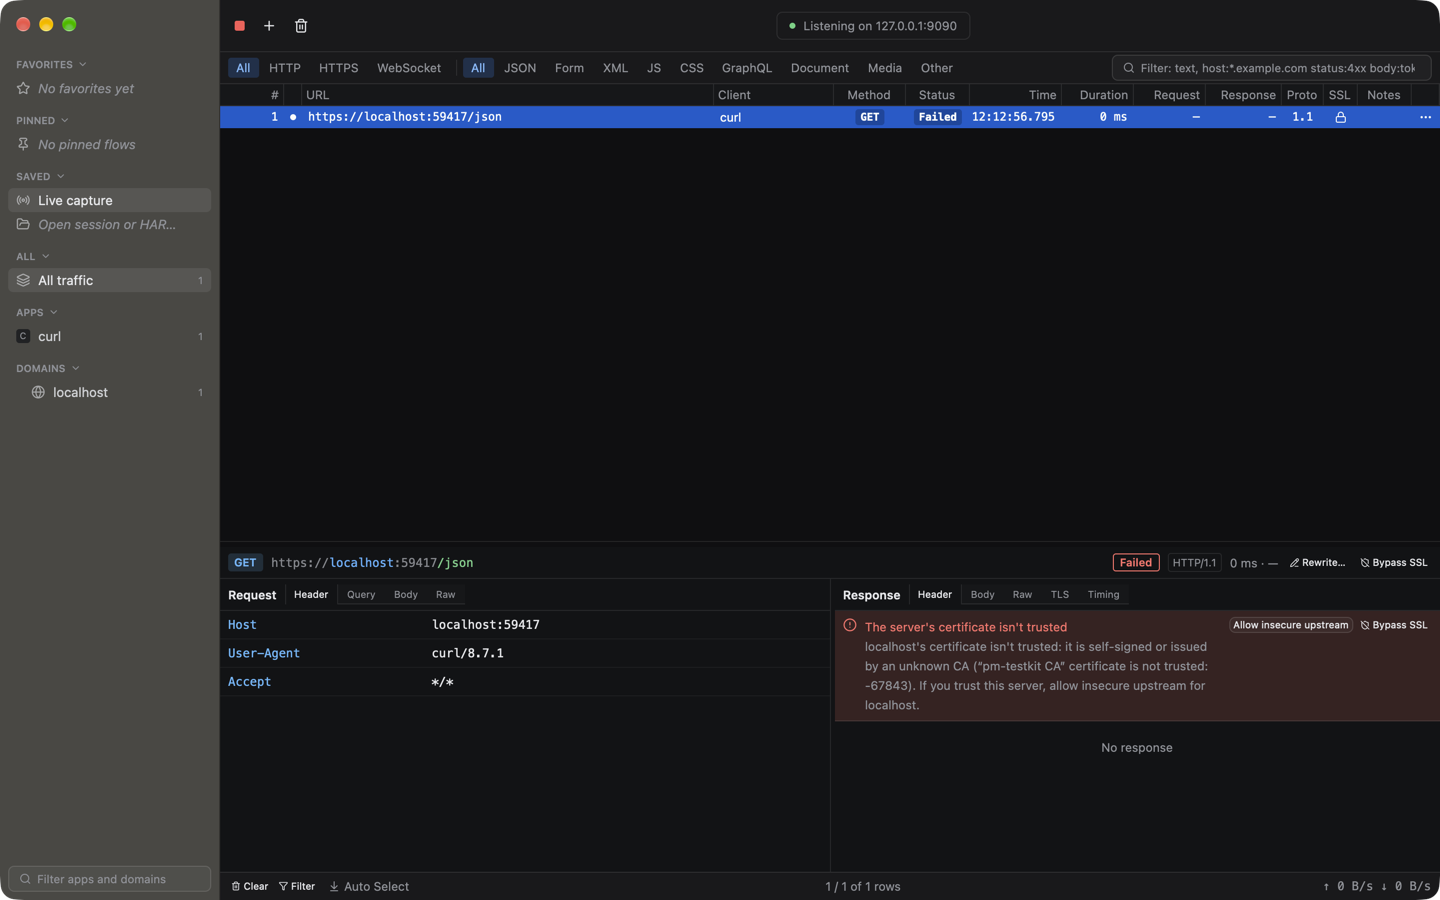 Listening on 127.0.0.1:9090
FAVORITES
No favorites yet
PINNED
No pinned flows
SAVED
Live capture
Open session or HAR...
ALL
All traffic 1
APPS
C curl 1
DOMAINS
localhost 1
Filter apps and domains
All HTTP HTTPS WebSocket All JSON Form XML JS CSS GraphQL Document Media Other Filter: text, host:*.example.com status:4xx body:tok
# URL Client Method Status Time Duration Request Response Proto SSL Notes
1 https://localhost:59417/json curl GET Failed 12:12:56.795 0 ms — — 1.1 ...
GET https://localhost:59417/json Failed HTTP/1.1 0 ms · — Rewrite... Bypass SSL
Request Header Query Body Raw
Host localhost:59417
User-Agent curl/8.7.1
Accept */*
Response Header Body Raw TLS Timing
The server's certificate isn't trusted Allow insecure upstream Bypass SSL
localhost's certificate isn't trusted: it is self-signed or issued
by an unknown CA (“pm-testkit CA” certificate is not trusted:
-67843). If you trust this server, allow insecure upstream for
localhost.
No response
Clear Filter Auto Select 1 / 1 of 1 rows ↑ 0 B/s ↓ 0 B/s